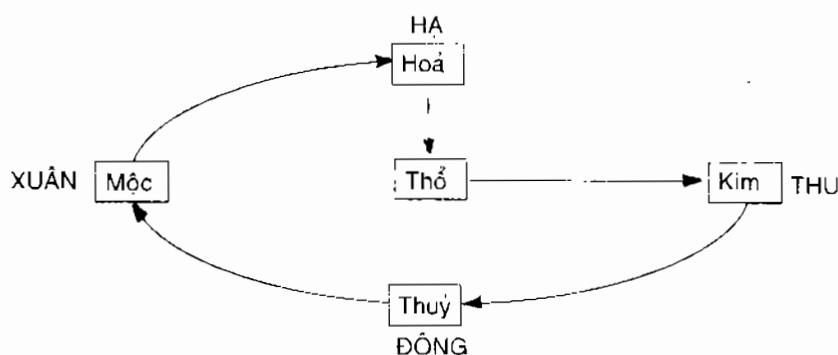 HẠ
Hoả
XUÂN
Mộc
Thổ
Kim
THU
Thuỷ
ĐÔNG